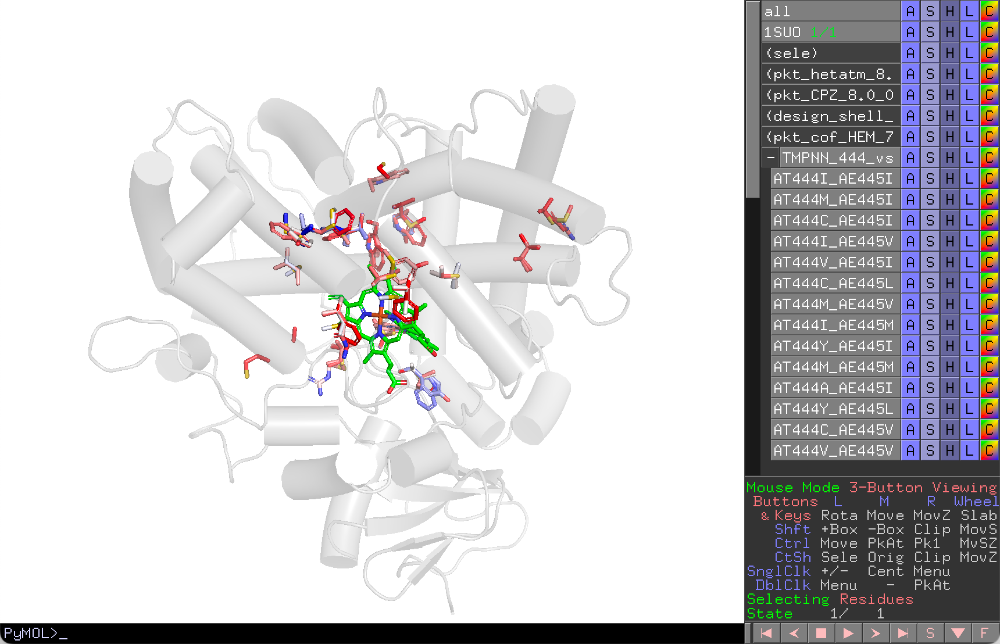 all A S H L C
1SUO 1/1 A S H L C
(sele) A S H L C
(pkt_hetatm_8. A S H L C
(pkt_CPZ_8.0_0 A S H L C
(design_shell_ A S H L C
(pkt_cof_HEM_7 A S H L C
- TMPNN_444_vs A S H L C
AT444I_AE445I A S H L C
AT444M_AE445I A S H L C
AT444C_AE445I A S H L C
AT444I_AE445V A S H L C
AT444V_AE445I A S H L C
AT444C_AE445L A S H L C
AT444M_AE445V A S H L C
AT444I_AE445M A S H L C
AT444Y_AE445I A S H L C
AT444M_AE445M A S H L C
AT444A_AE445I A S H L C
AT444Y_AE445L A S H L C
AT444C_AE445V A S H L C
AT444V_AE445V A S H L C
Mouse Mode 3-Button Viewing
Buttons L M R Wheel
& Keys Rota Move MovZ Slab
Shft +Box -Box Clip MovS
Ctrl Move PkAt Pk1 MvSZ
CtSh Sele Orig Clip MovZ
SnglClk +/- Cent Menu
DblClk Menu - PkAt
Selecting Residues
State 1/ 1
PyMOL>_
S F